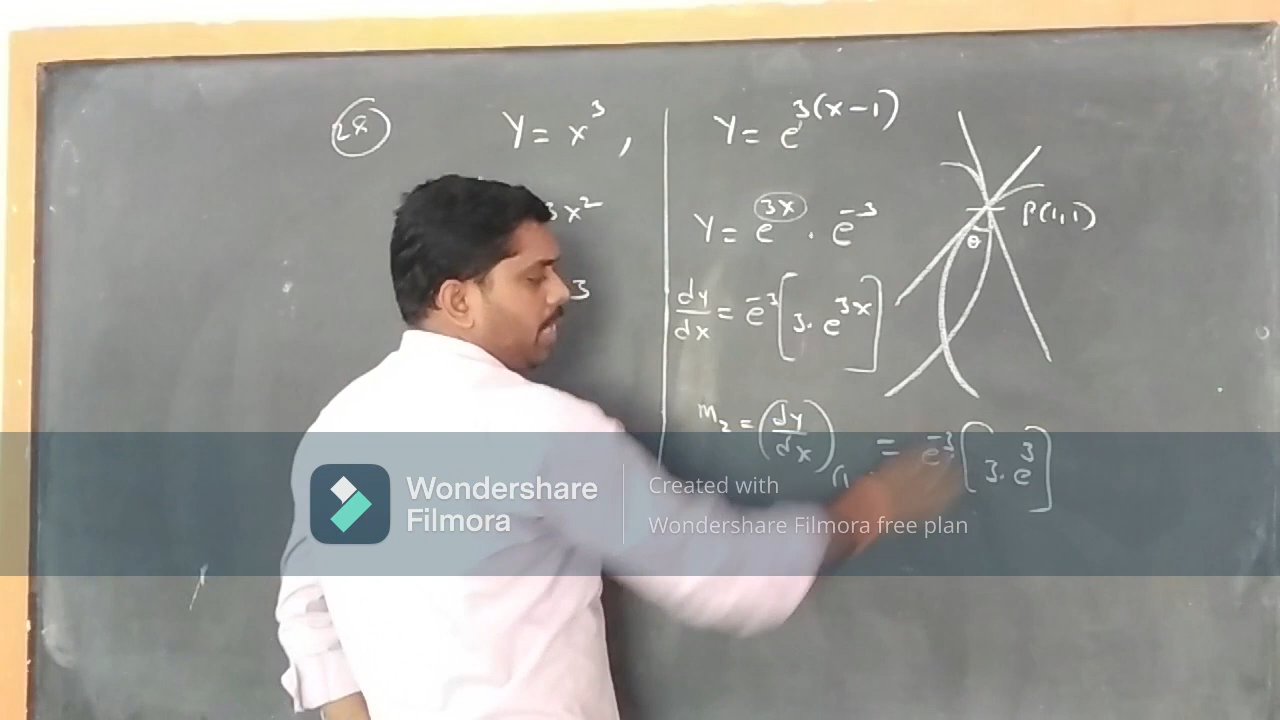 y = x³ , y = e^{3(x-1)}
3x²
y = e^{3x} . e^{-3}
P(1,1)
θ
3
dy/dx = e^{-3} [3. e^{3x}]
m₂ = (dy/dx)(1 = e^{-3} [3. e³]
Wondershare
Filmora
Created with
Wondershare Filmora free plan